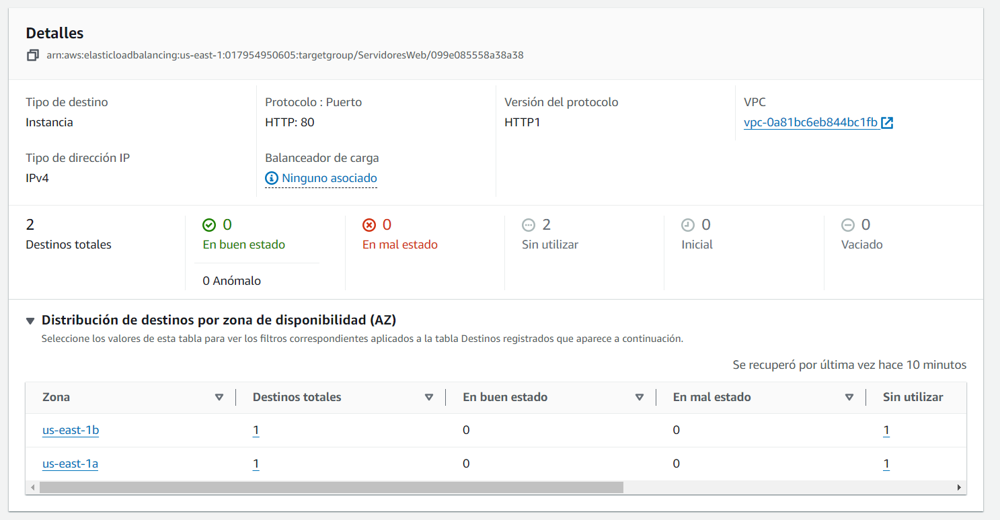 Detalles
arn:aws:elasticloadbalancing:us-east-1:017954950605:targetgroup/ServidoresWeb/099e085558a38a38
Tipo de destino
Instancia
Protocolo : Puerto
HTTP: 80
Versión del protocolo
HTTP1
VPC
vpc-0a81bc6eb844bc1fb
Tipo de dirección IP
IPv4
Balanceador de carga
Ninguno asociado
2
Destinos totales
0
En buen estado
0 Anómalo
0
En mal estado
2
Sin utilizar
0
Inicial
0
Vaciado
Distribución de destinos por zona de disponibilidad (AZ)
Seleccione los valores de esta tabla para ver los filtros correspondientes aplicados a la tabla Destinos registrados que aparece a continuación.
Se recuperó por última vez hace 10 minutos
Zona Destinos totales En buen estado En mal estado Sin utilizar
us-east-1b 1 0 0 1
us-east-1a 1 0 0 1